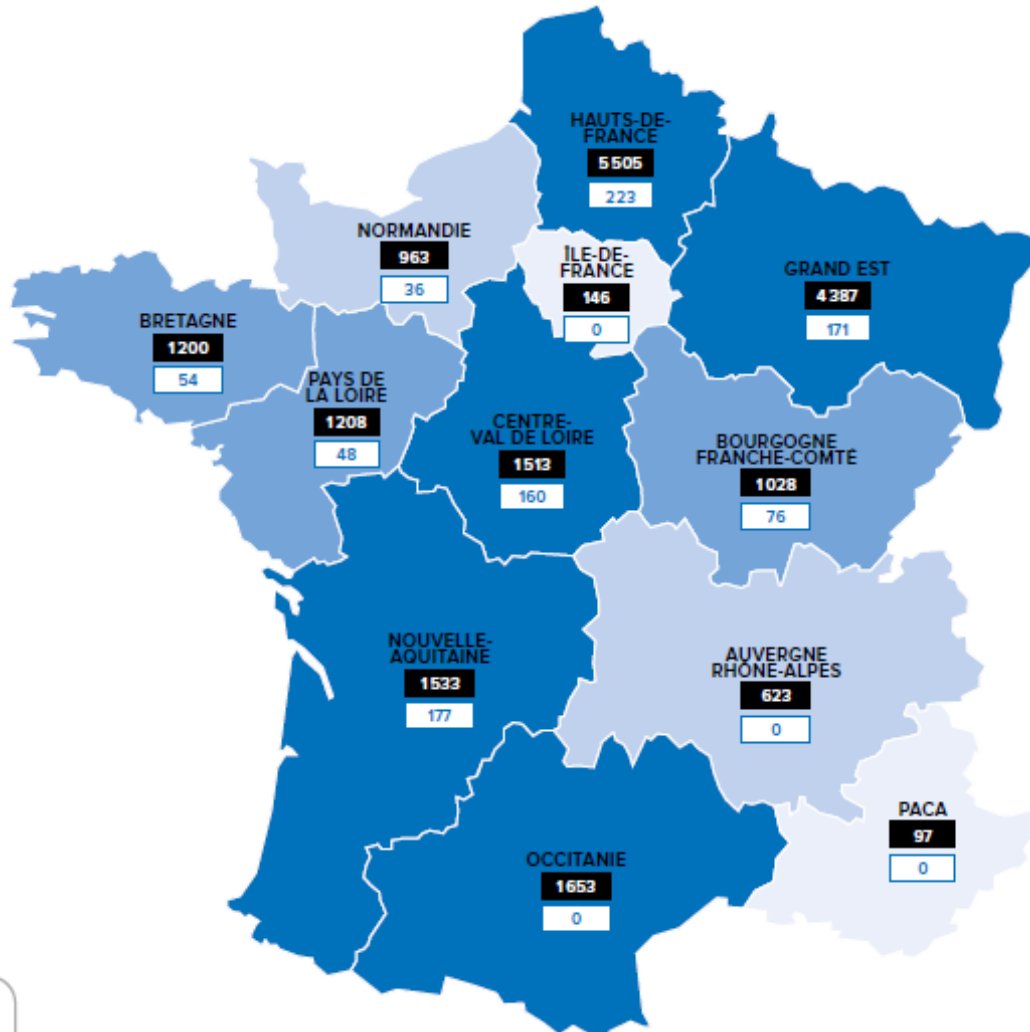 HAUTS-DE-
FRANCE
5 505
223
NORMANDIE
963
36
ÎLE-DE-
FRANCE
146
0
GRAND EST
4 387
171
BRETAGNE
1200
54
PAYS DE
LA LOIRE
1208
48
CENTRE-
VAL DE LOIRE
1513
160
BOURGOGNE
FRANCHE-COMTÉ
1028
76
NOUVELLE-
AQUITAINE
1533
177
AUVERGNE
RHÔNE-ALPES
623
0
PACA
97
0
OCCITANIE
1653
0